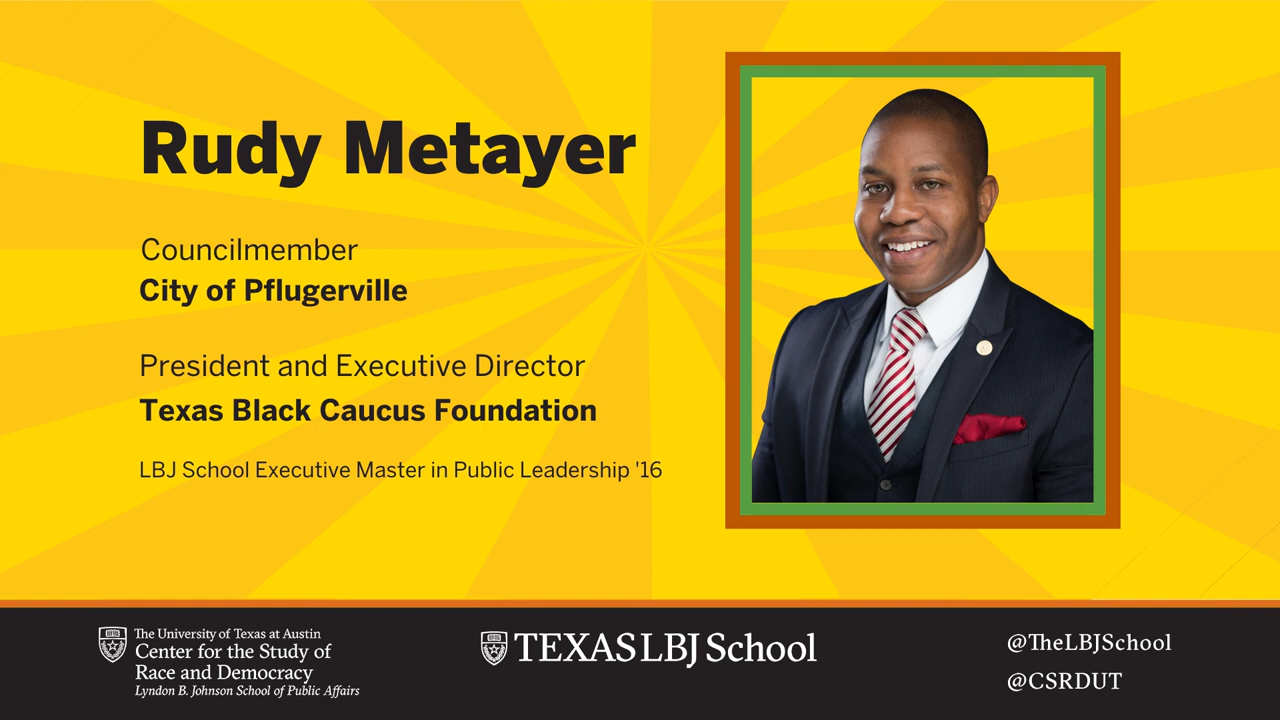 Rudy Metayer
Councilmember
City of Pflugerville
President and Executive Director
Texas Black Caucus Foundation
LBJ School Executive Master in Public Leadership '16
The University of Texas at Austin
Center for the Study of
Race and Democracy
Lyndon B. Johnson School of Public Affairs
TEXAS LBJ School
@TheLBJSchool
@CSRDUT